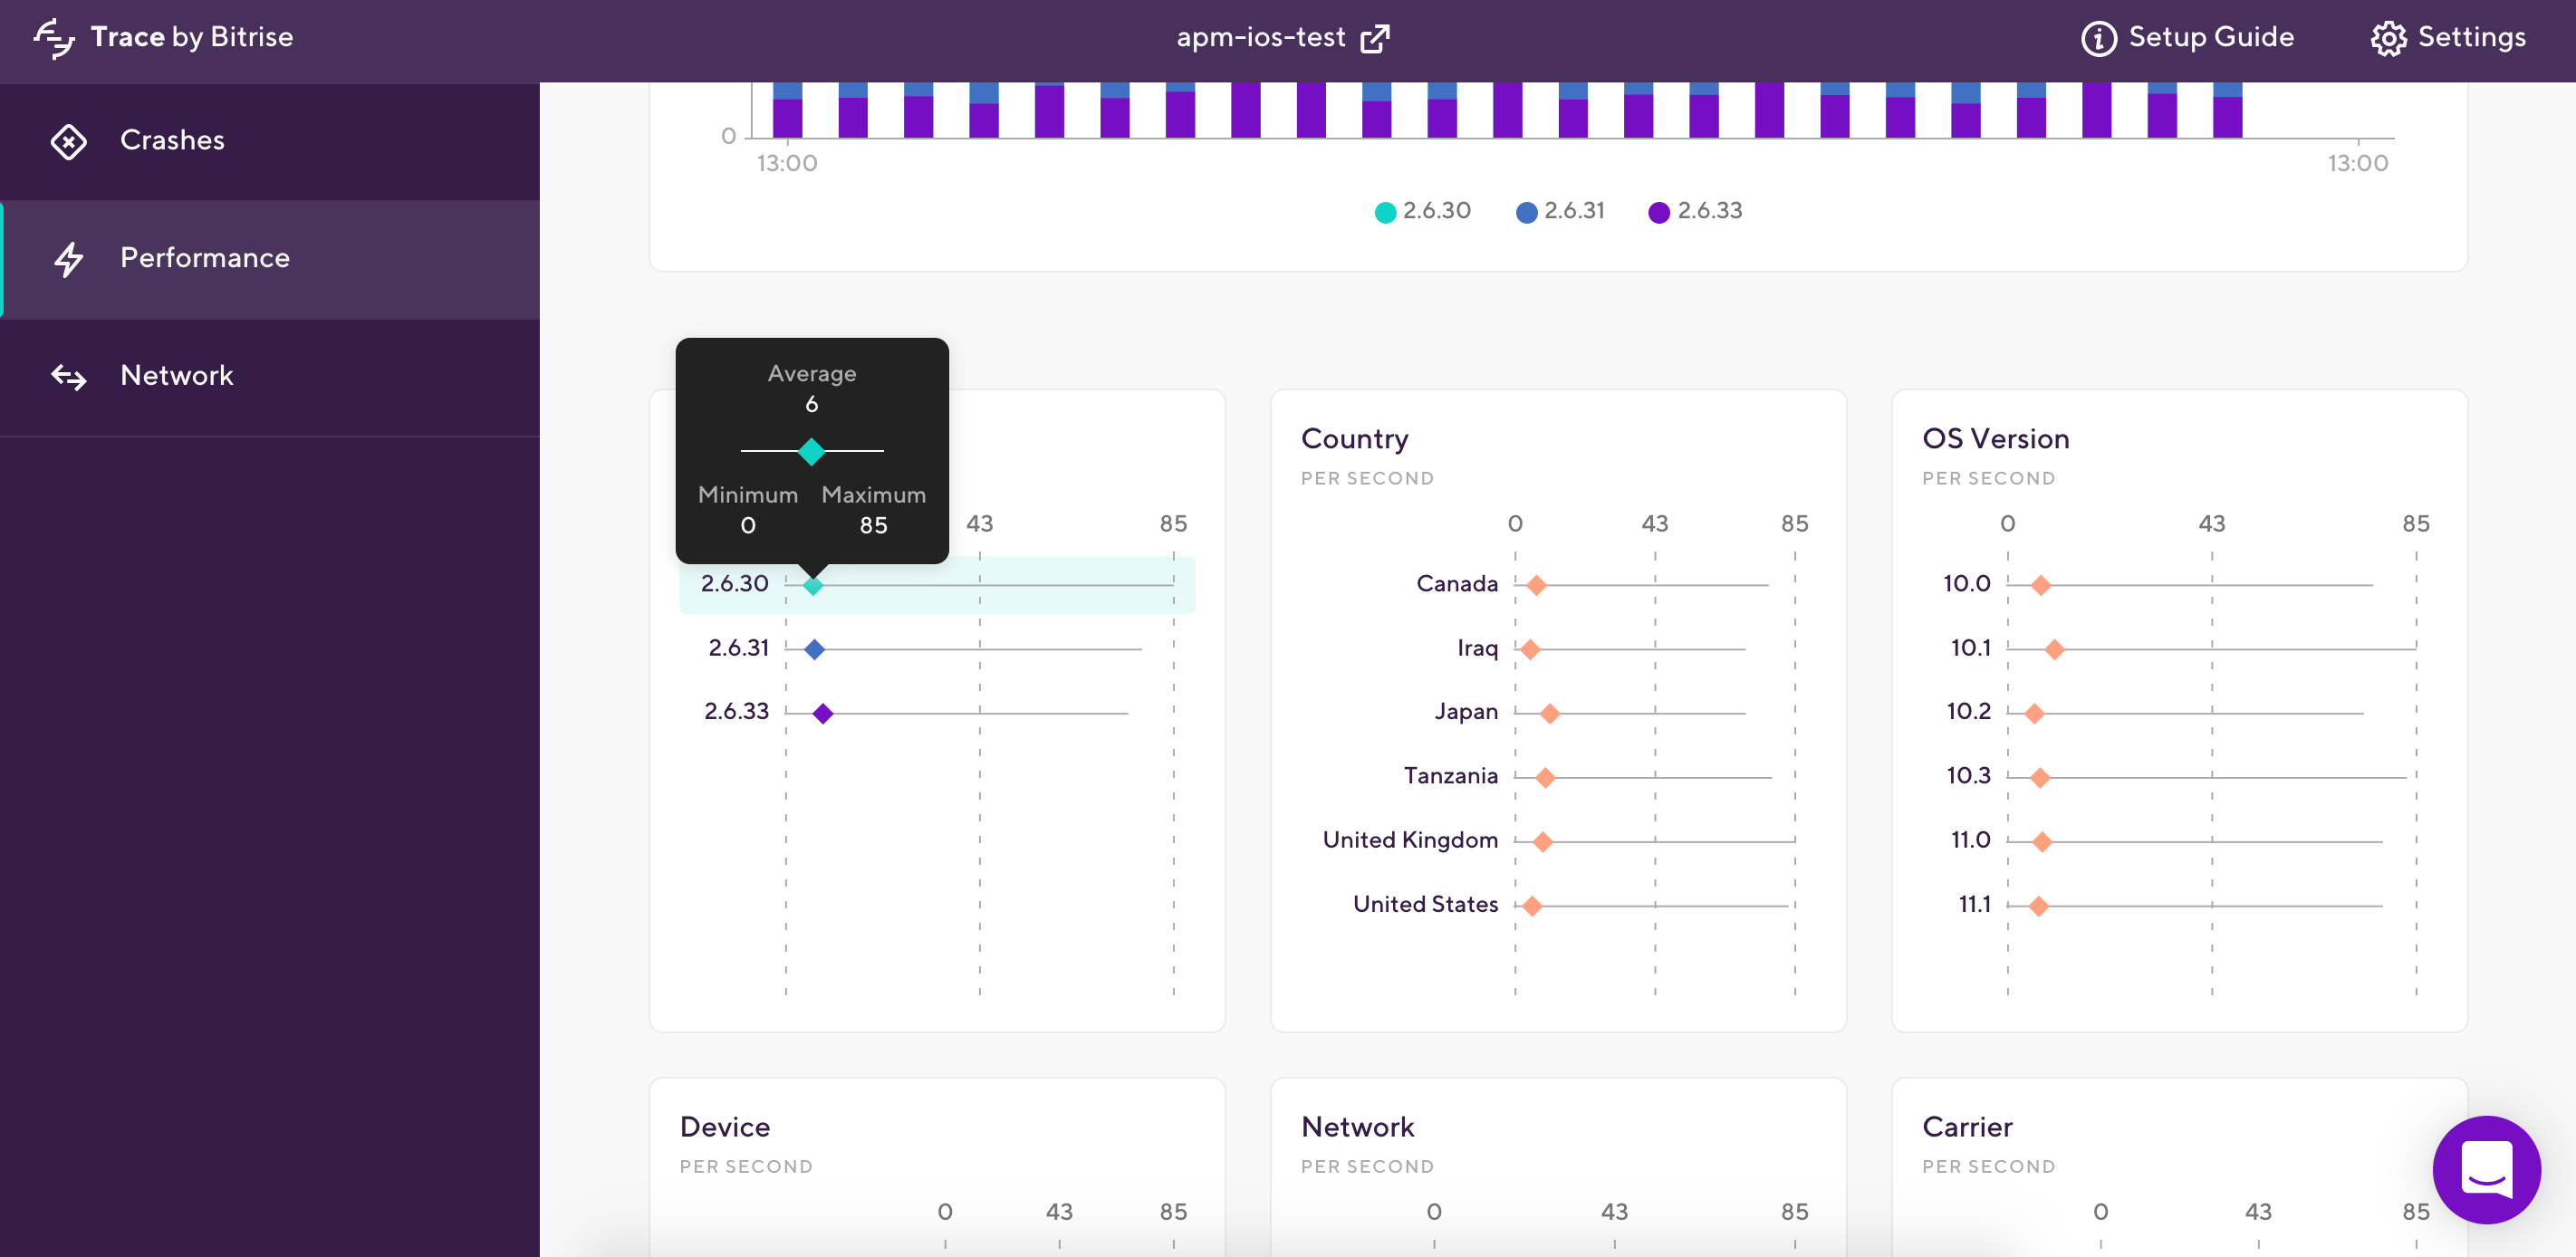 Trace by Bitrise
apm-ios-test
Setup Guide
Settings
Crashes
Performance
Network
0
13:00 13:00
2.6.30 2.6.31 2.6.33
Average
6
Minimum Maximum
0 85
43 85
2.6.30
2.6.31
2.6.33
Country
PER SECOND
0 43 85
Canada
Iraq
Japan
Tanzania
United Kingdom
United States
OS Version
PER SECOND
0 43 85
10.0
10.1
10.2
10.3
11.0
11.1
Device
PER SECOND
0 43 85
Network
PER SECOND
0 43 85
Carrier
PER SECOND
0 43 85